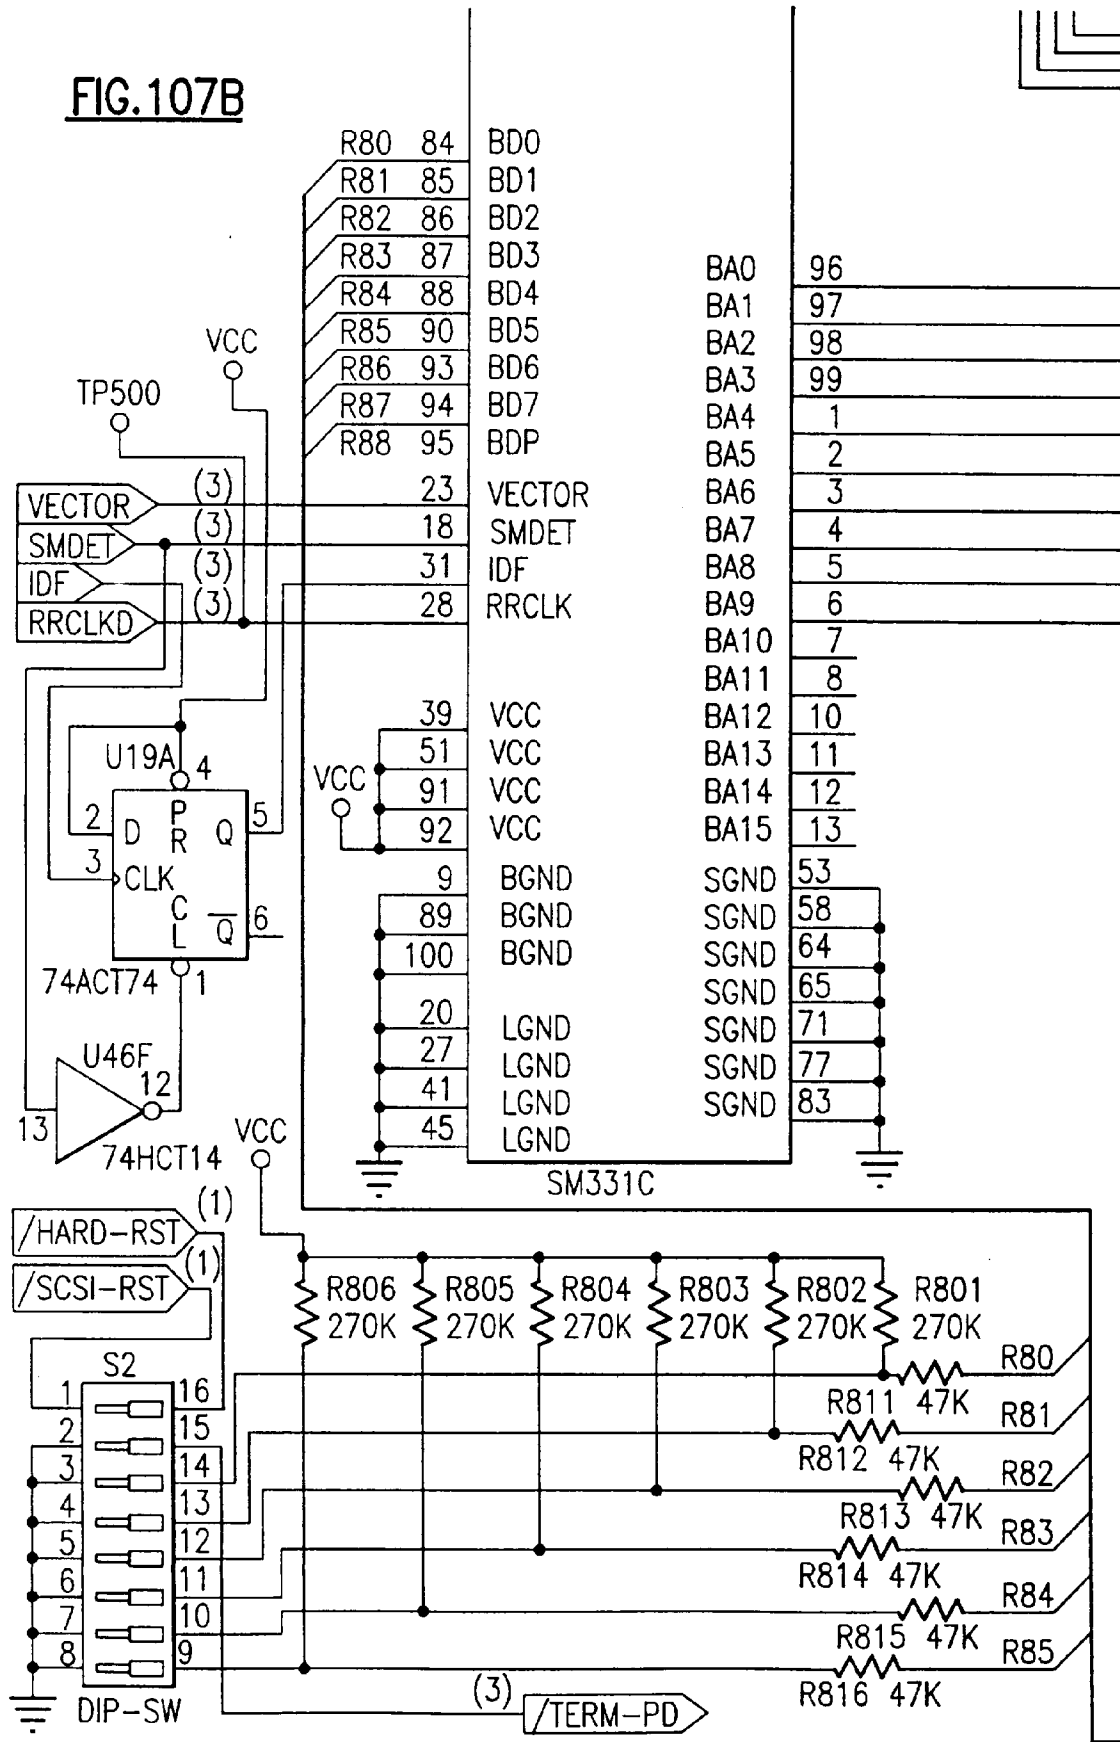 FIG.107B
R80 84 BD0
R81 85 BD1
R82 86 BD2
R83 87 BD3
R84 88 BD4
R85 90 BD5
R86 93 BD6
R87 94 BD7
R88 95 BDP
BA0 96
BA1 97
BA2 98
BA3 99
BA4 1
BA5 2
BA6 3
BA7 4
BA8 5
BA9 6
BA10 7
BA11 8
BA12 10
BA13 11
BA14 12
BA15 13
VCC
TP500
VECTOR (3) 23 VECTOR
SMDET (3) 18 SMDET
IDF (3) 31 IDF
RRCLKD (3) 28 RRCLK
39 VCC
51 VCC
91 VCC
92 VCC
VCC
U19A 4
2 D PR Q 5
3 CLK
CL Q 6
74ACT74 1
9 BGND
89 BGND
100 BGND
20 LGND
27 LGND
41 LGND
45 LGND
SGND 53
SGND 58
SGND 64
SGND 65
SGND 71
SGND 77
SGND 83
SM331C
U46F
13 12
74HCT14
VCC
/HARD-RST (1)
/SCSI-RST (1)
R806 R805 R804 R803 R802 R801
270K 270K 270K 270K 270K 270K
S2
1 16
2 15
3 14
4 13
5 12
6 11
7 10
8 9
DIP-SW
R80
R811 47K
R81
R812 47K
R82
R813 47K
R83
R814 47K
R84
R815 47K
R85
R816 47K
(3) /TERM-PD